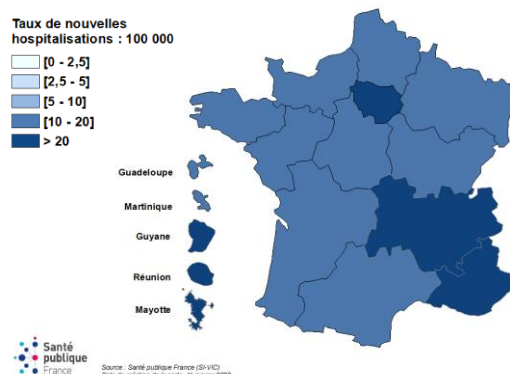 Taux de nouvelles
hospitalisations : 100 000
[0 - 2,5]
[2,5 - 5]
[5 - 10]
[10 - 20]
> 20
Guadeloupe
Martinique
Guyane
Réunion
Mayotte
Santé
publique
France
Source : Santé publique France (SI-VIC)